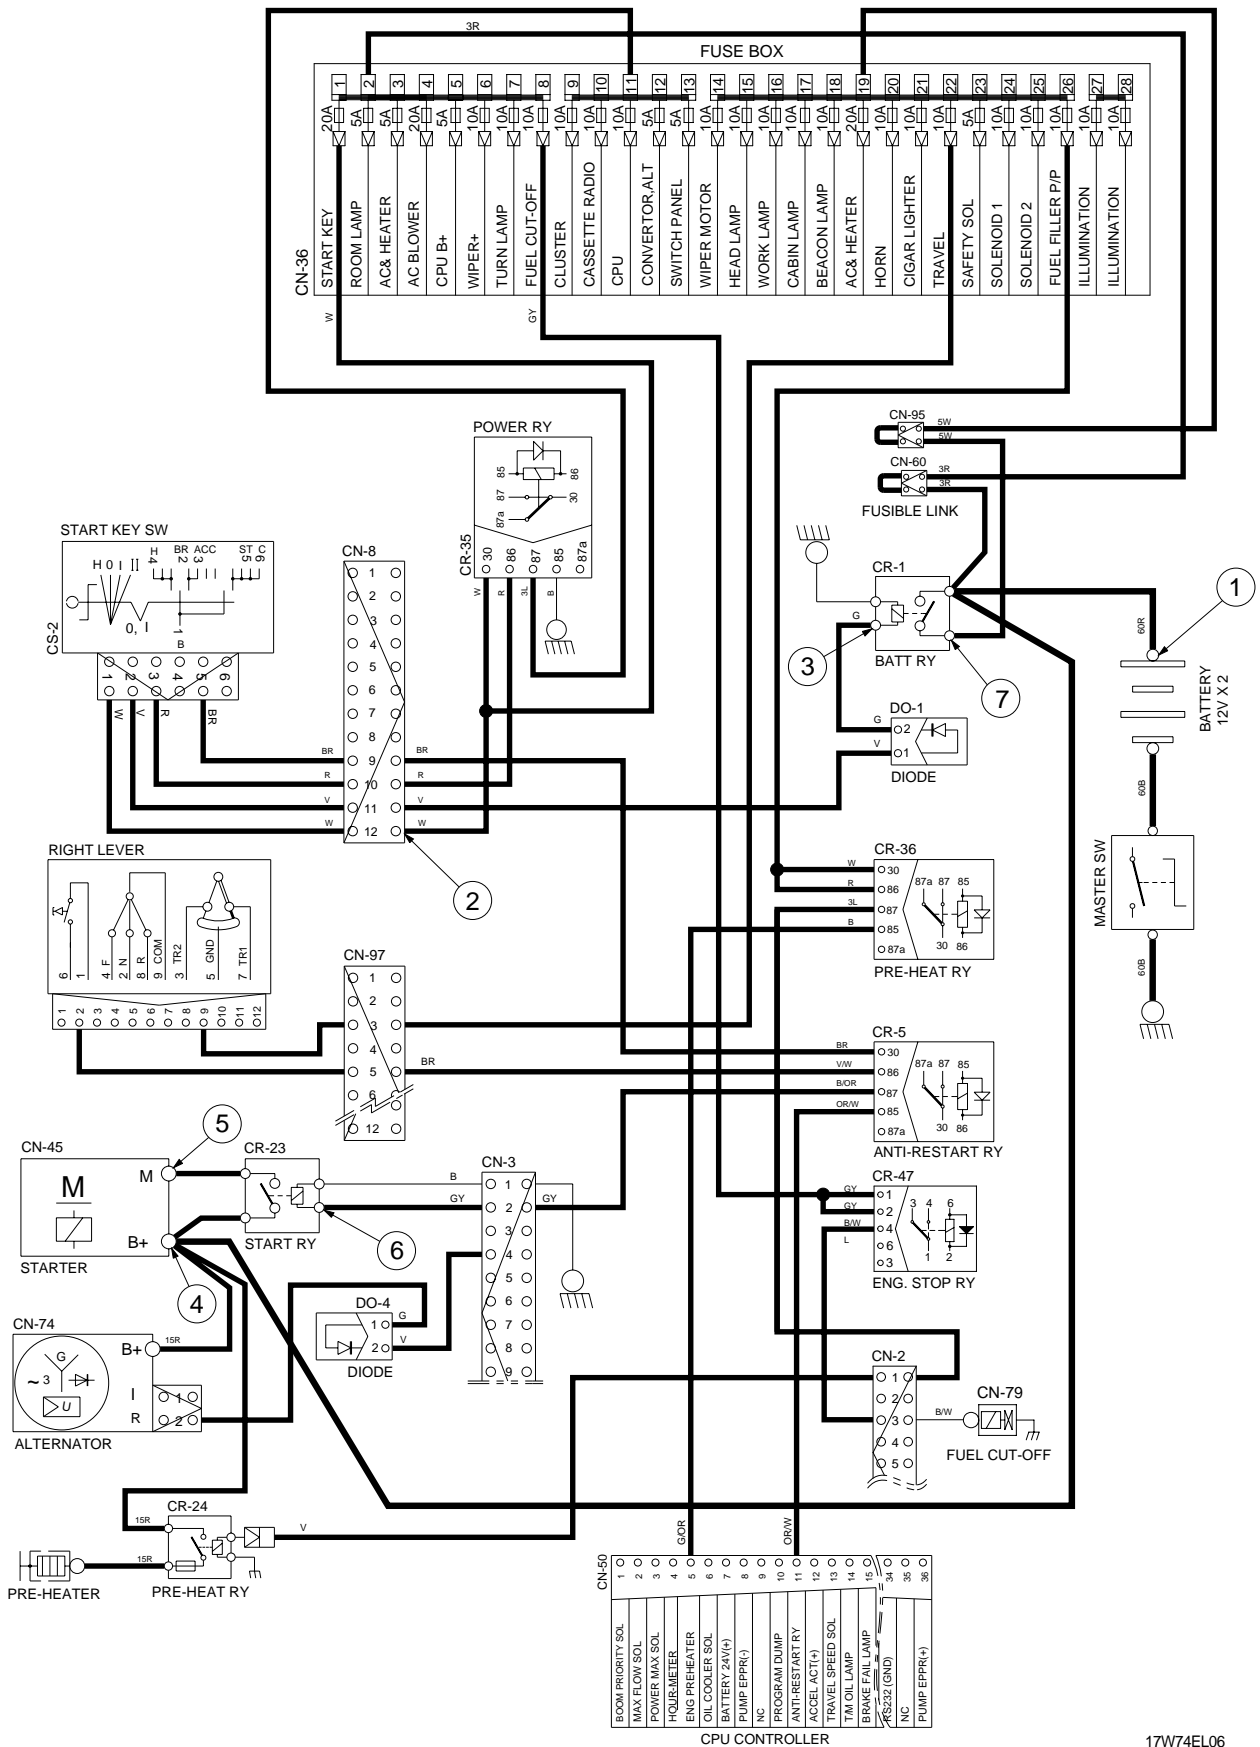 3R
FUSE BOX
1 2 3 4 5 6 7 8 9 10 11 12 13 14 15 16 17 18 19 20 21 22 23 24 25 26 27 28
20A 5A 5A 20A 5A 10A 10A 10A 10A 10A 10A 5A 5A 10A 10A 10A 10A 10A 20A 10A 10A 10A 5A 10A 10A 10A 10A 10A
CN-36
START KEY
ROOM LAMP
AC& HEATER
AC BLOWER
CPU B+
WIPER+
TURN LAMP
FUEL CUT-OFF
CLUSTER
CASSETTE RADIO
CPU
CONVERTOR,ALT
SWITCH PANEL
WIPER MOTOR
HEAD LAMP
WORK LAMP
CABIN LAMP
BEACON LAMP
AC& HEATER
HORN
CIGAR LIGHTER
TRAVEL
SAFETY SOL
SOLENOID 1
SOLENOID 2
FUEL FILLER P/P
ILLUMINATION
ILLUMINATION
W
GY
CN-95
5W
5W
CN-60
3R
3R
FUSIBLE LINK
POWER RY
85
86
87
30
87a
CR-35
30 86 87 85 87a
W R 3L B
START KEY SW
H 0 I II
H BR ACC ST C
4 2 3 5 6
0, I
1
B
CS-2
1 2 3 4 5 6
W V R BR
CN-8
1
2
3
4
5
6
7
8
BR 9 BR
R 10 R
V 11 V
W 12 W
2
CR-1
G
3
BATT RY
7
60R
1
BATTERY
12V X 2
60B
MASTER SW
60B
DO-1
G 2
V 1
DIODE
RIGHT LEVER
6
1
4 F
2 N
8 R
9 COM
3 TR2
5 GND
7 TR1
1 2 3 4 5 6 7 8 9 10 11 12
CN-97
1
2
3
4
5 BR
6
12
CR-36
W 30
R 86
3L 87
B 85
87a
87a 87 85
30 86
PRE-HEAT RY
CR-5
BR 30
V/W 86
B/OR 87
OR/W 85
87a
87a 87 85
30 86
ANTI-RESTART RY
CR-47
GY 1
GY 2
B/W 4
L 6
3
3 4 6
1 2
ENG. STOP RY
CN-45
M
M
B+
STARTER
5
4
CR-23
START RY
6
CN-3
B 1
GY 2 GY
3
4
5
6
7
8
9
DO-4
1 G
2 V
DIODE
CN-74
B+
15R
G
~ 3
U
I 1
R 2
ALTERNATOR
CN-2
1
2
3 B/W
4
5
CN-79
FUEL CUT-OFF
CR-24
15R
15R
V
PRE-HEATER
PRE-HEAT RY
G/OR
OR/W
CN-50
1 2 3 4 5 6 7 8 9 10 11 12 13 14 15 34 35 36
BOOM PRIORITY SOL
MAX FLOW SOL
POWER MAX SOL
HOUR-METER
ENG PREHEATER
OIL COOLER SOL
BATTERY 24V(+)
PUMP EPPR(-)
NC
PROGRAM DUMP
ANTI-RESTART RY
ACCEL ACT(+)
TRAVEL SPEED SOL
T/M OIL LAMP
BRAKE FAIL LAMP
RS232 (GND)
NC
PUMP EPPR(+)
CPU CONTROLLER
17W74EL06